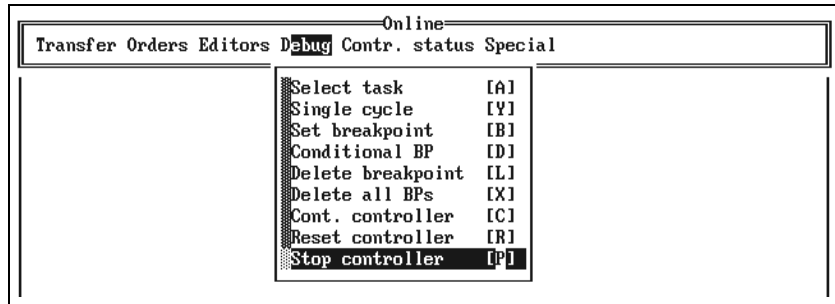 Online
Transfer Orders Editors Debug Contr. status Special
Select task [A]
Single cycle [Y]
Set breakpoint [B]
Conditional BP [D]
Delete breakpoint [L]
Delete all BPs [X]
Cont. controller [C]
Reset controller [R]
Stop controller [P]